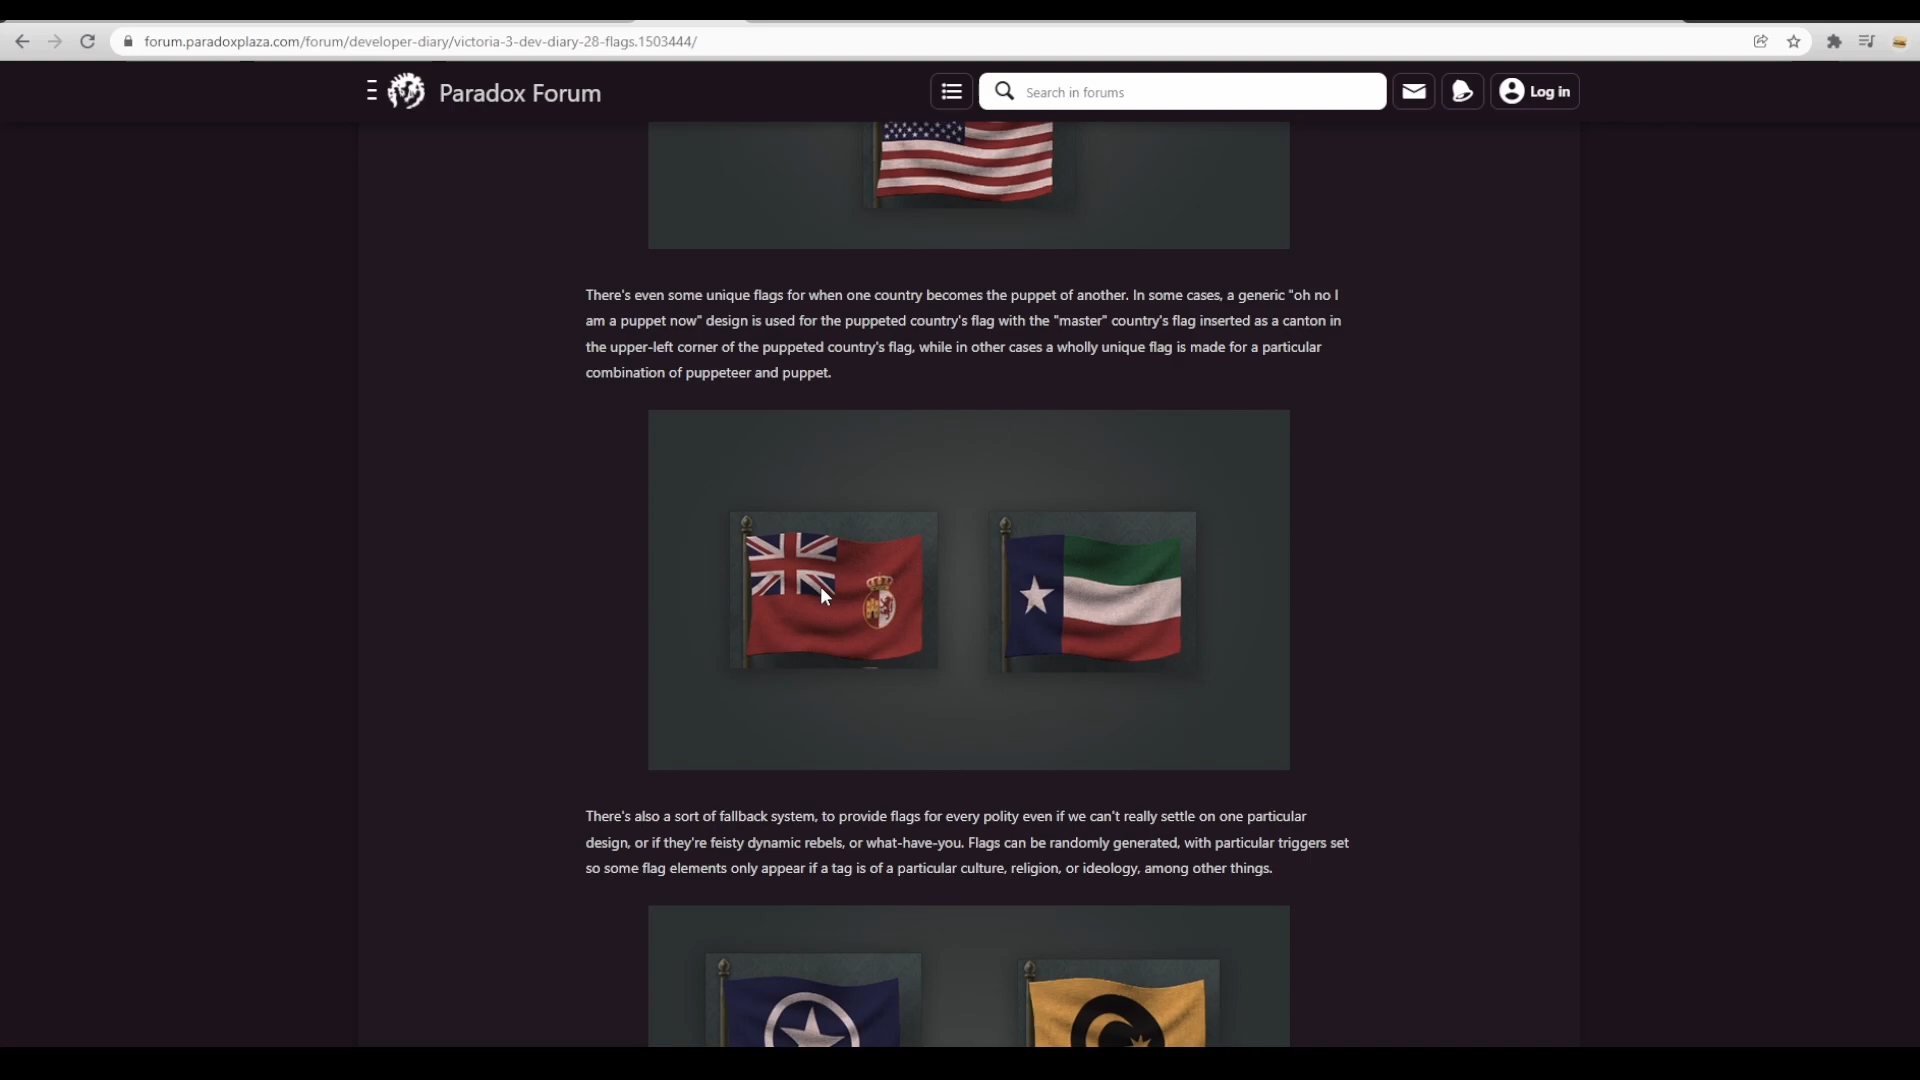 forum.paradoxplaza.com/forum/developer-diary/victoria-3-dev-diary-28-flags.1503444/
Paradox Forum
Search in forums
Log in
There's even some unique flags for when one country becomes the puppet of another. In some cases, a generic "oh no I
am a puppet now" design is used for the puppeted country's flag with the "master" country's flag inserted as a canton in
the upper-left corner of the puppeted country's flag, while in other cases a wholly unique flag is made for a particular
combination of puppeteer and puppet.
There's also a sort of fallback system, to provide flags for every polity even if we can't really settle on one particular
design, or if they're feisty dynamic rebels, or what-have-you. Flags can be randomly generated, with particular triggers set
so some flag elements only appear if a tag is of a particular culture, religion, or ideology, among other things.